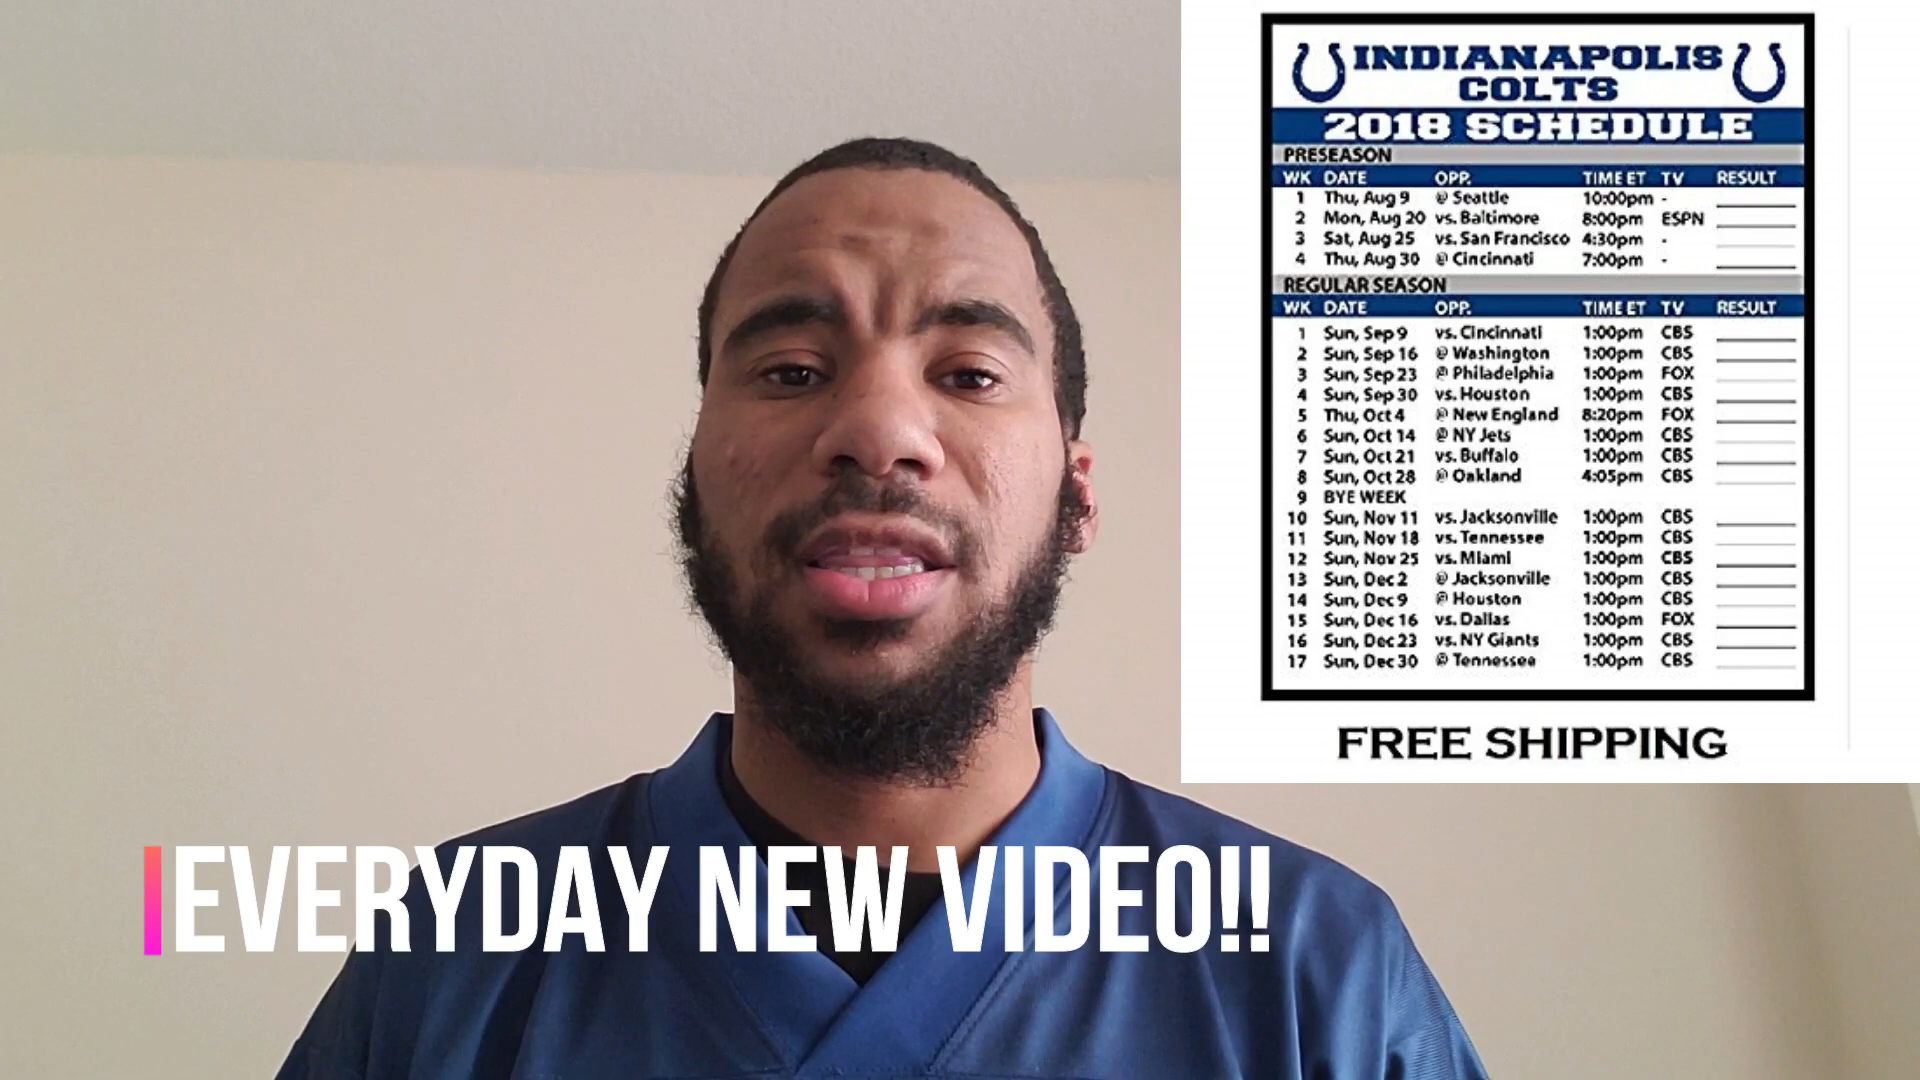 INDIANAPOLIS
COLTS
2018 SCHEDULE
PRESEASON
WK DATE OPP. TIME ET TV RESULT
1 Thu, Aug 9 @ Seattle 10:00pm -
2 Mon, Aug 20 vs. Baltimore 8:00pm ESPN
3 Sat, Aug 25 vs. San Francisco 4:30pm -
4 Thu, Aug 30 @ Cincinnati 7:00pm -
REGULAR SEASON
WK DATE OPP. TIME ET TV RESULT
1 Sun, Sep 9 vs. Cincinnati 1:00pm CBS
2 Sun, Sep 16 @ Washington 1:00pm CBS
3 Sun, Sep 23 @ Philadelphia 1:00pm FOX
4 Sun, Sep 30 vs. Houston 1:00pm CBS
5 Thu, Oct 4 @ New England 8:20pm FOX
6 Sun, Oct 14 @ NY Jets 1:00pm CBS
7 Sun, Oct 21 vs. Buffalo 1:00pm CBS
8 Sun, Oct 28 @ Oakland 4:05pm CBS
9 BYE WEEK
10 Sun, Nov 11 vs. Jacksonville 1:00pm CBS
11 Sun, Nov 18 vs. Tennessee 1:00pm CBS
12 Sun, Nov 25 vs. Miami 1:00pm CBS
13 Sun, Dec 2 @ Jacksonville 1:00pm CBS
14 Sun, Dec 9 @ Houston 1:00pm CBS
15 Sun, Dec 16 vs. Dallas 1:00pm FOX
16 Sun, Dec 23 vs. NY Giants 1:00pm CBS
17 Sun, Dec 30 @ Tennessee 1:00pm CBS
FREE SHIPPING
EVERYDAY NEW VIDEO!!